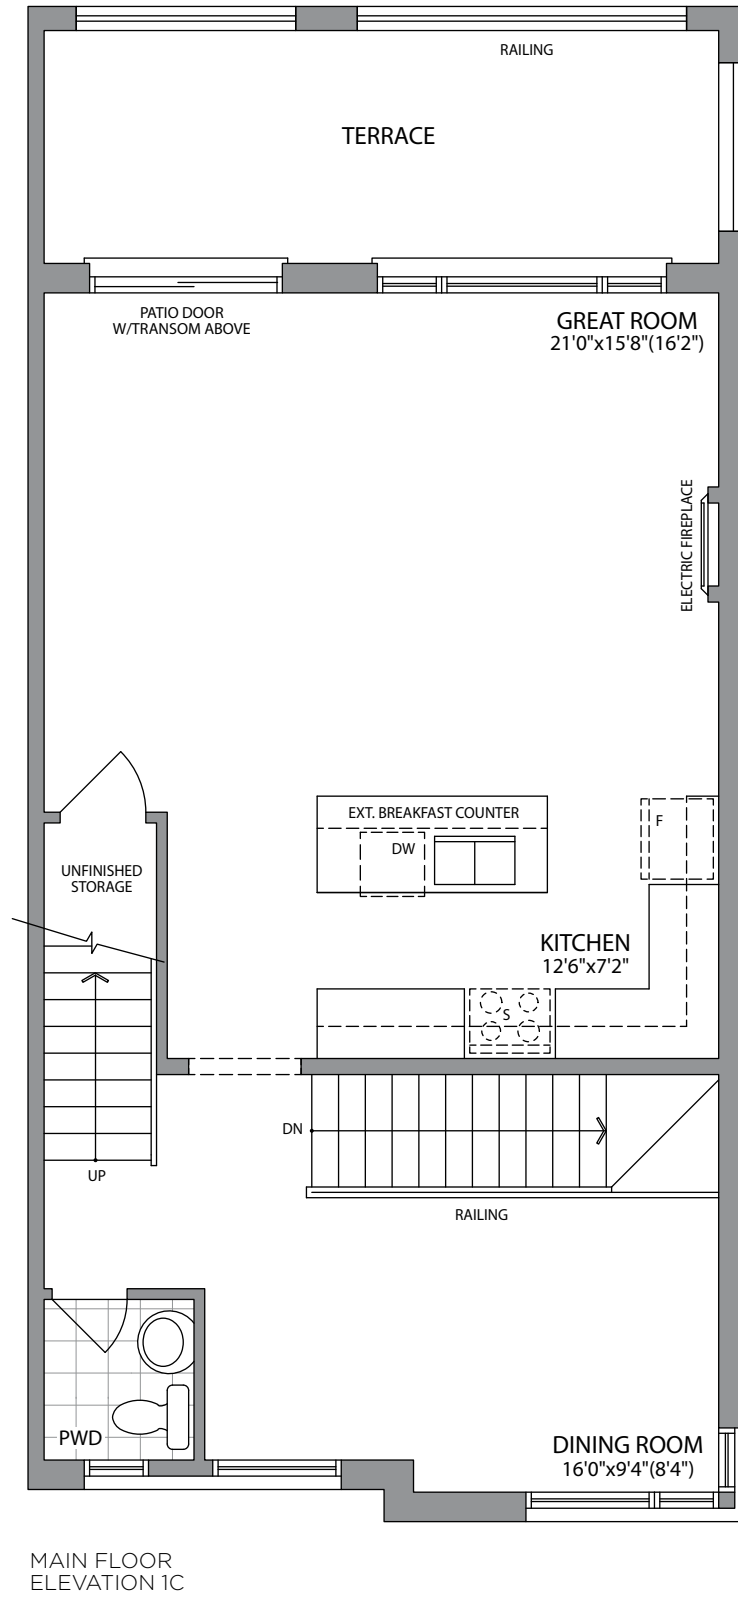 RAILING
TERRACE
PATIO DOOR
W/TRANSOM ABOVE
GREAT ROOM
21'0"x15'8"(16'2")
ELECTRIC FIREPLACE
EXT. BREAKFAST COUNTER
F
DW
UNFINISHED
STORAGE
KITCHEN
12'6"x7'2"
S
DN
UP
RAILING
PWD
DINING ROOM
16'0"x9'4"(8'4")
MAIN FLOOR
ELEVATION 1C